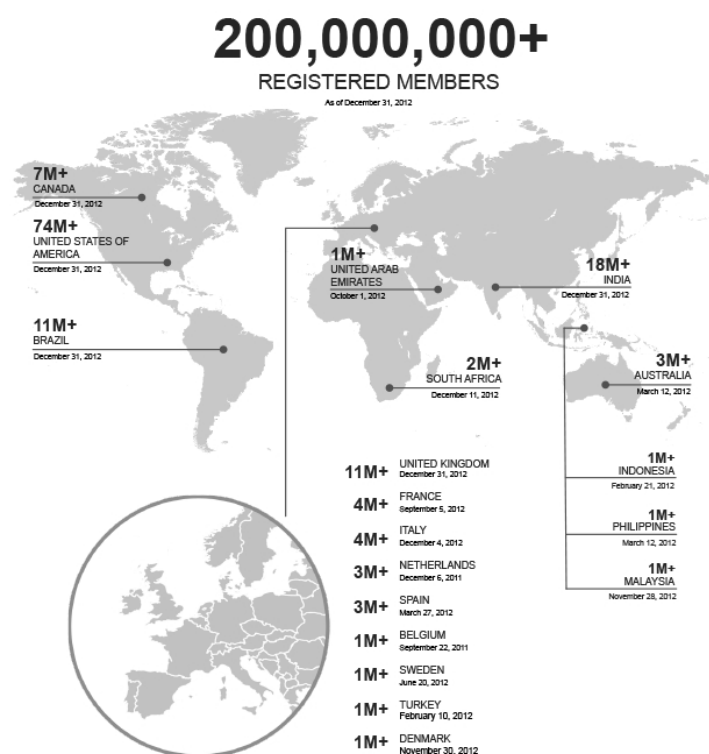 200,000,000+
REGISTERED MEMBERS
As of December 31, 2012
7M+
CANADA
December 31, 2012
74M+
UNITED STATES OF
AMERICA
December 31, 2012
11M+
BRAZIL
December 31, 2012
1M+
UNITED ARAB
EMIRATES
October 1, 2012
18M+
INDIA
December 31, 2012
2M+
SOUTH AFRICA
December 11, 2012
3M+
AUSTRALIA
March 12, 2012
1M+
INDONESIA
February 21, 2012
1M+
PHILIPPINES
March 12, 2012
1M+
MALAYSIA
November 28, 2012
11M+
UNITED KINGDOM
December 31, 2012
4M+
FRANCE
September 5, 2012
4M+
ITALY
December 4, 2012
3M+
NETHERLANDS
December 6, 2011
3M+
SPAIN
March 27, 2012
1M+
BELGIUM
September 22, 2011
1M+
SWEDEN
June 20, 2012
1M+
TURKEY
February 10, 2012
1M+
DENMARK
November 30, 2012